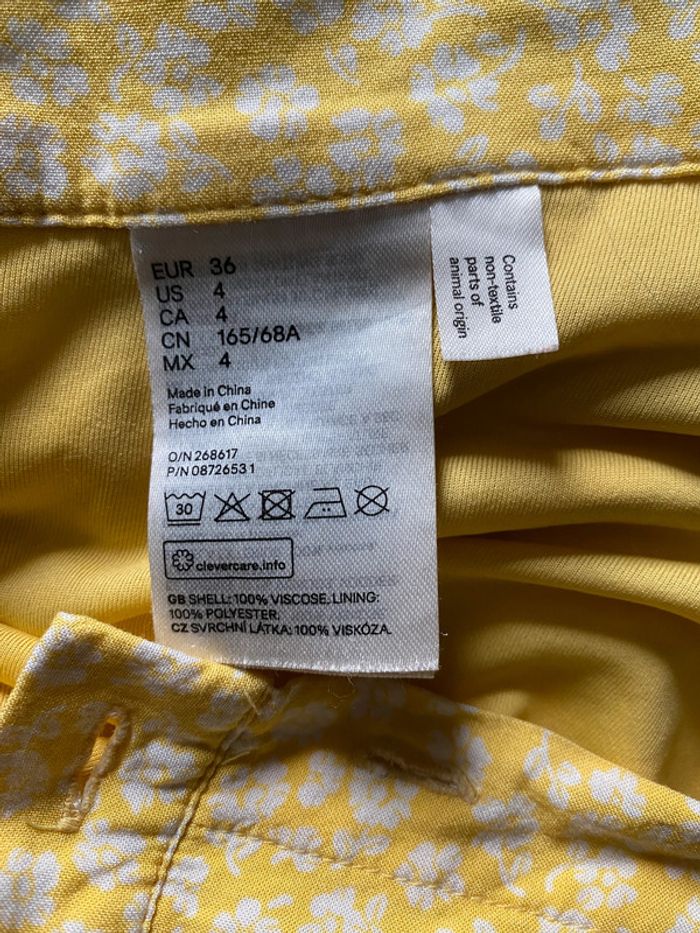 EUR 36
US 4
CA 4
CN 165/68A
MX 4
Made in China
Fabriqué en Chine
Hecho en China
O/N 268617
P/N 08726531
30
clevercare.info
GB SHELL: 100% VISCOSE. LINING:
100% POLYESTER.
CZ SVRCHNÍ LÁTKA: 100% VISKÓZA.
Contains
non-textile
parts of
animal origin